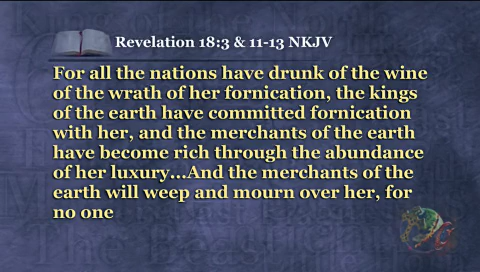 Revelation 18:3 & 11-13 NKJV
For all the nations have drunk of the wine
of the wrath of her fornication, the kings
of the earth have committed fornication
with her, and the merchants of the earth
have become rich through the abundance
of her luxury...And the merchants of the
earth will weep and mourn over her, for
no one